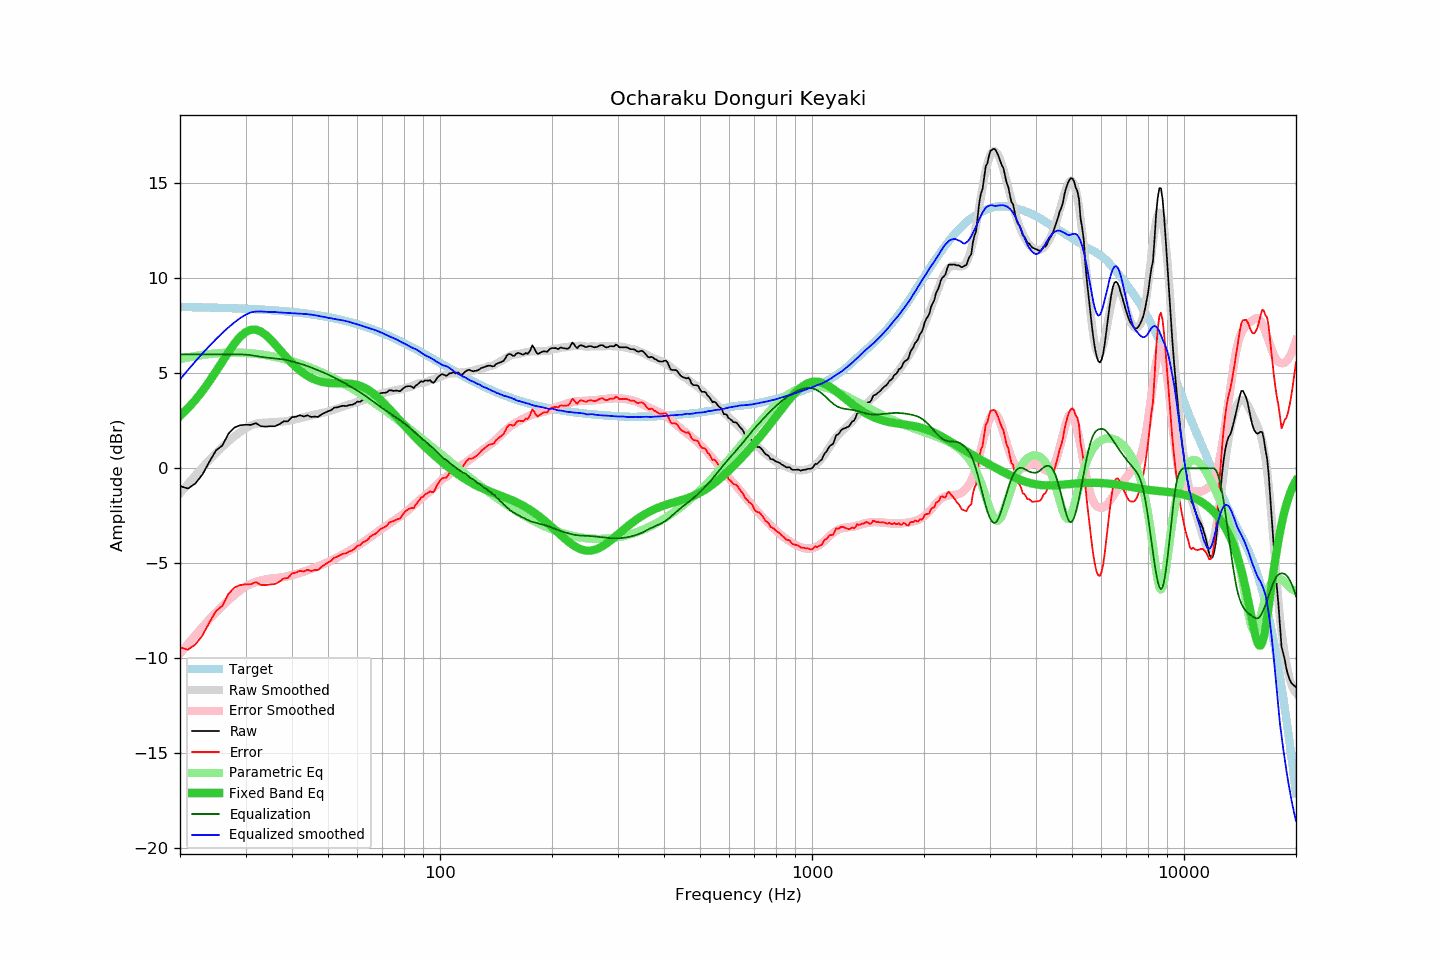 Ocharaku Donguri Keyaki
15
10
5
0
−5
−10
−15
−20
Amplitude (dBr)
Target
Raw Smoothed
Error Smoothed
Raw
Error
Parametric Eq
Fixed Band Eq
Equalization
Equalized smoothed
100 1000 10000
Frequency (Hz)